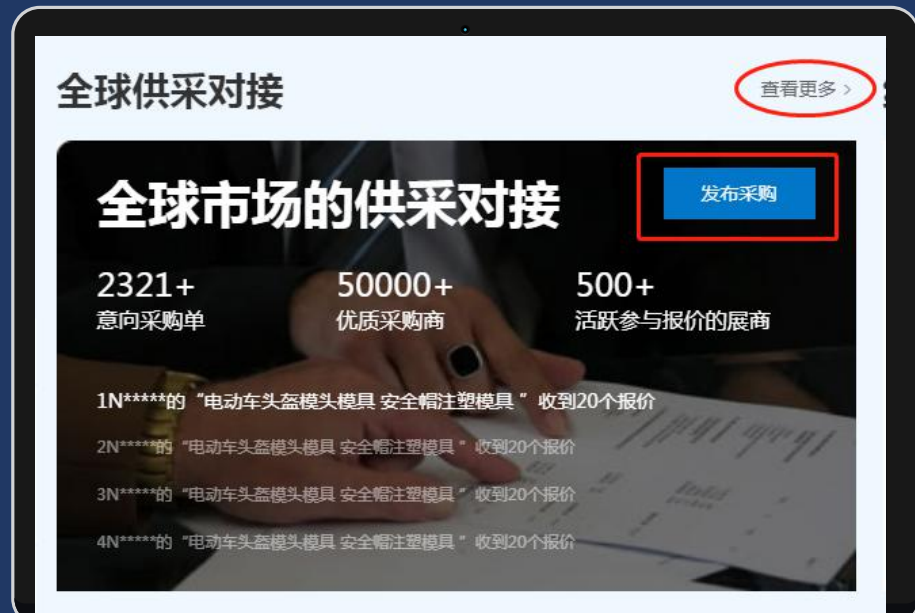 全球供采对接
查看更多 >
全球市场的供采对接
发布采购
2321+
意向采购单
50000+
优质采购商
500+
活跃参与报价的展商
1N*****的“电动车头盔模头模具 安全帽注塑模具 ”收到20个报价
2N*****的“电动车头盔模头模具 安全帽注塑模具 ”收到20个报价
3N*****的“电动车头盔模头模具 安全帽注塑模具 ”收到20个报价
4N*****的“电动车头盔模头模具 安全帽注塑模具 ”收到20个报价